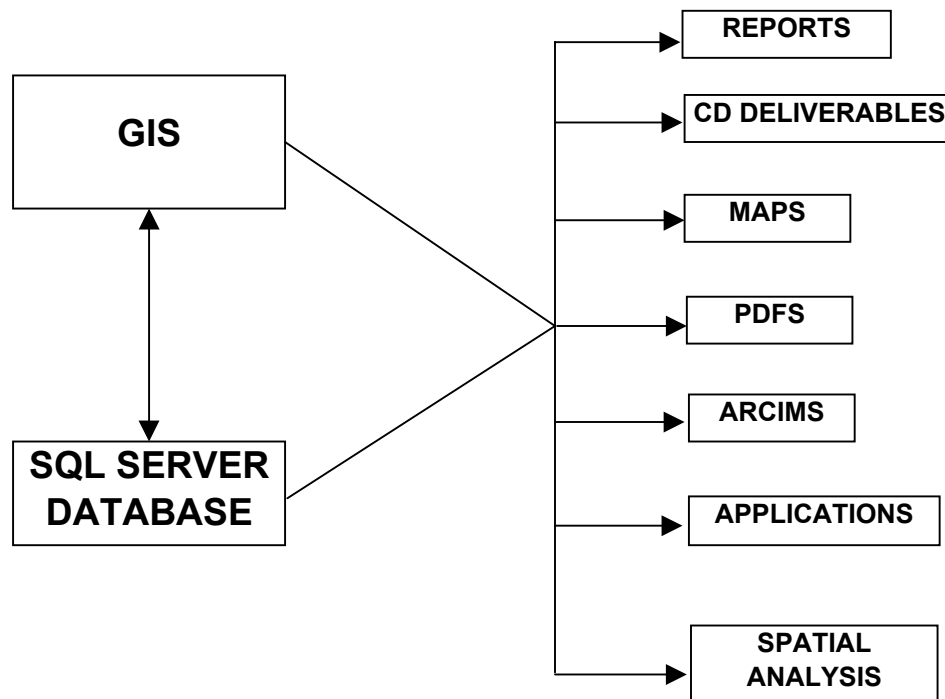 GIS
SQL SERVER
DATABASE
REPORTS
CD DELIVERABLES
MAPS
PDFS
ARCIMS
APPLICATIONS
SPATIAL
ANALYSIS